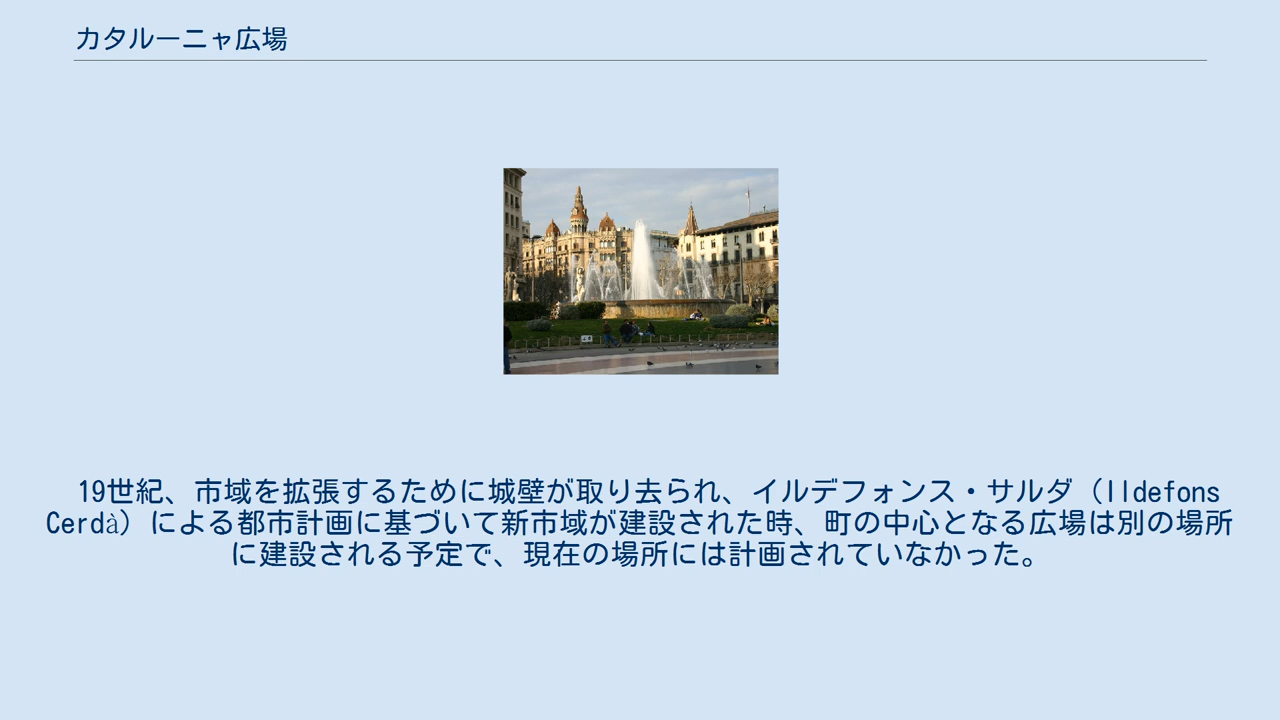 カタルーニャ広場
19世紀、市域を拡張するために城壁が取り去られ、イルデフォンス・サルダ（Ildefons
Cerdà）による都市計画に基づいて新市域が建設された時、町の中心となる広場は別の場所
に建設される予定で、現在の場所には計画されていなかった。